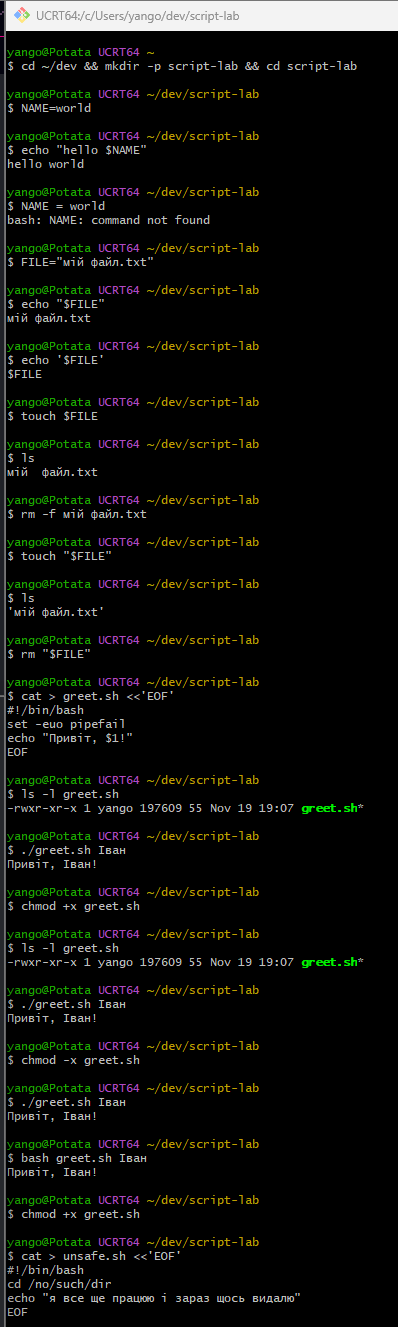 UCRT64:/c/Users/yango/dev/script-lab
yango@Potata UCRT64 ~
$ cd ~/dev && mkdir -p script-lab && cd script-lab
yango@Potata UCRT64 ~/dev/script-lab
$ NAME=world
yango@Potata UCRT64 ~/dev/script-lab
$ echo "hello $NAME"
hello world
yango@Potata UCRT64 ~/dev/script-lab
$ NAME = world
bash: NAME: command not found
yango@Potata UCRT64 ~/dev/script-lab
$ FILE="мій файл.txt"
yango@Potata UCRT64 ~/dev/script-lab
$ echo "$FILE"
мій файл.txt
yango@Potata UCRT64 ~/dev/script-lab
$ echo '$FILE'
$FILE
yango@Potata UCRT64 ~/dev/script-lab
$ touch $FILE
yango@Potata UCRT64 ~/dev/script-lab
$ ls
мій  файл.txt
yango@Potata UCRT64 ~/dev/script-lab
$ rm -f мій файл.txt
yango@Potata UCRT64 ~/dev/script-lab
$ touch "$FILE"
yango@Potata UCRT64 ~/dev/script-lab
$ ls
'мій файл.txt'
yango@Potata UCRT64 ~/dev/script-lab
$ rm "$FILE"
yango@Potata UCRT64 ~/dev/script-lab
$ cat > greet.sh <<'EOF'
#!/bin/bash
set -euo pipefail
echo "Привіт, $1!"
EOF
yango@Potata UCRT64 ~/dev/script-lab
$ ls -l greet.sh
-rwxr-xr-x 1 yango 197609 55 Nov 19 19:07 greet.sh*
yango@Potata UCRT64 ~/dev/script-lab
$ ./greet.sh Іван
Привіт, Іван!
yango@Potata UCRT64 ~/dev/script-lab
$ chmod +x greet.sh
yango@Potata UCRT64 ~/dev/script-lab
$ ls -l greet.sh
-rwxr-xr-x 1 yango 197609 55 Nov 19 19:07 greet.sh*
yango@Potata UCRT64 ~/dev/script-lab
$ ./greet.sh Іван
Привіт, Іван!
yango@Potata UCRT64 ~/dev/script-lab
$ chmod -x greet.sh
yango@Potata UCRT64 ~/dev/script-lab
$ ./greet.sh Іван
Привіт, Іван!
yango@Potata UCRT64 ~/dev/script-lab
$ bash greet.sh Іван
Привіт, Іван!
yango@Potata UCRT64 ~/dev/script-lab
$ chmod +x greet.sh
yango@Potata UCRT64 ~/dev/script-lab
$ cat > unsafe.sh <<'EOF'
#!/bin/bash
cd /no/such/dir
echo "я все ще працюю і зараз щось видалю"
EOF